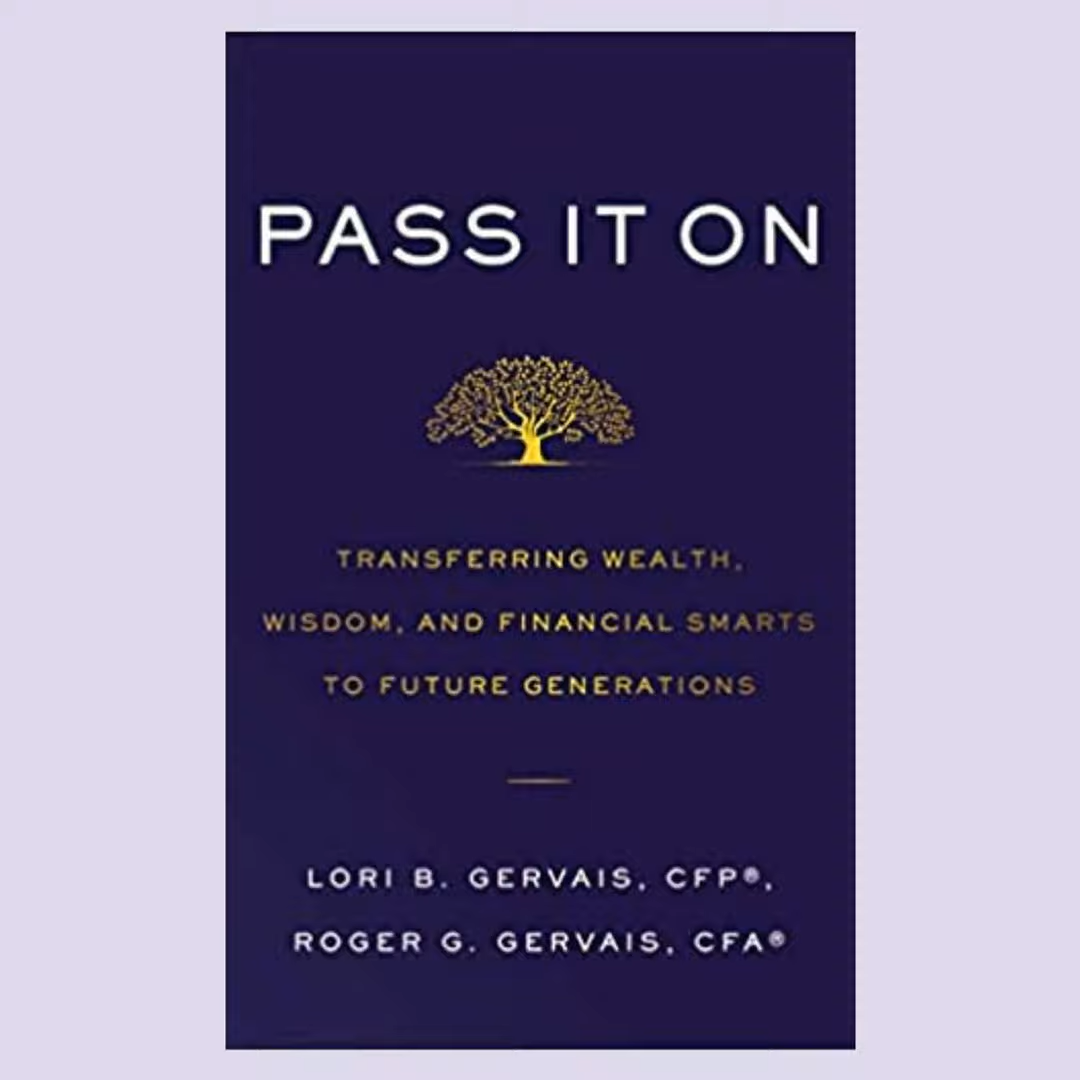 PASS IT ON
TRANSFERRING WEALTH,
WISDOM, AND FINANCIAL SMARTS
TO FUTURE GENERATIONS
LORI B. GERVAIS, CFP®,
ROGER G. GERVAIS, CFA®